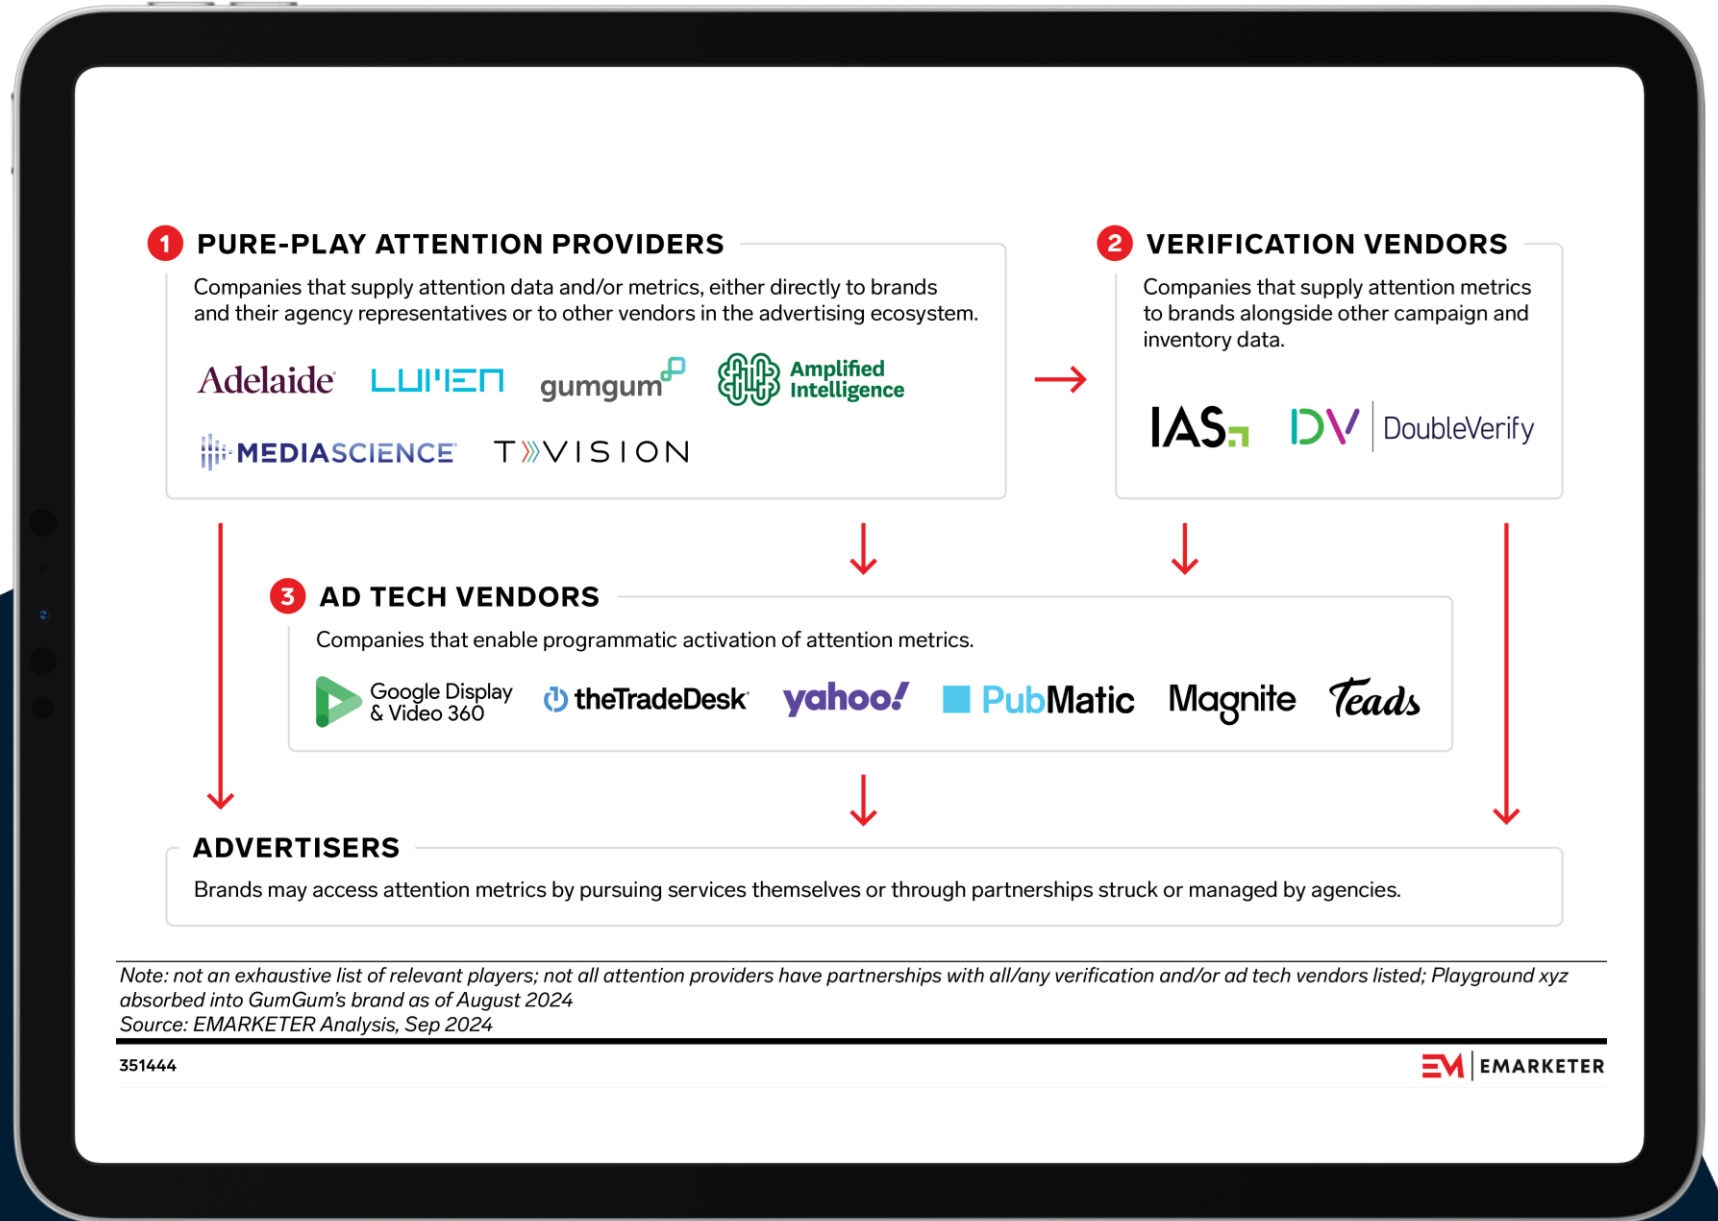 1 PURE-PLAY ATTENTION PROVIDERS
Companies that supply attention data and/or metrics, either directly to brands
and their agency representatives or to other vendors in the advertising ecosystem.
Adelaide LUMEN gumgum Amplified Intelligence
MEDIASCIENCE TVISION
2 VERIFICATION VENDORS
Companies that supply attention metrics
to brands alongside other campaign and
inventory data.
IAS DV DoubleVerify
3 AD TECH VENDORS
Companies that enable programmatic activation of attention metrics.
Google Display & Video 360 theTradeDesk yahoo! PubMatic Magnite Teads
ADVERTISERS
Brands may access attention metrics by pursuing services themselves or through partnerships struck or managed by agencies.
Note: not an exhaustive list of relevant players; not all attention providers have partnerships with all/any verification and/or ad tech vendors listed; Playground xyz
absorbed into GumGum's brand as of August 2024
Source: EMARKETER Analysis, Sep 2024
351444
EM EMARKETER